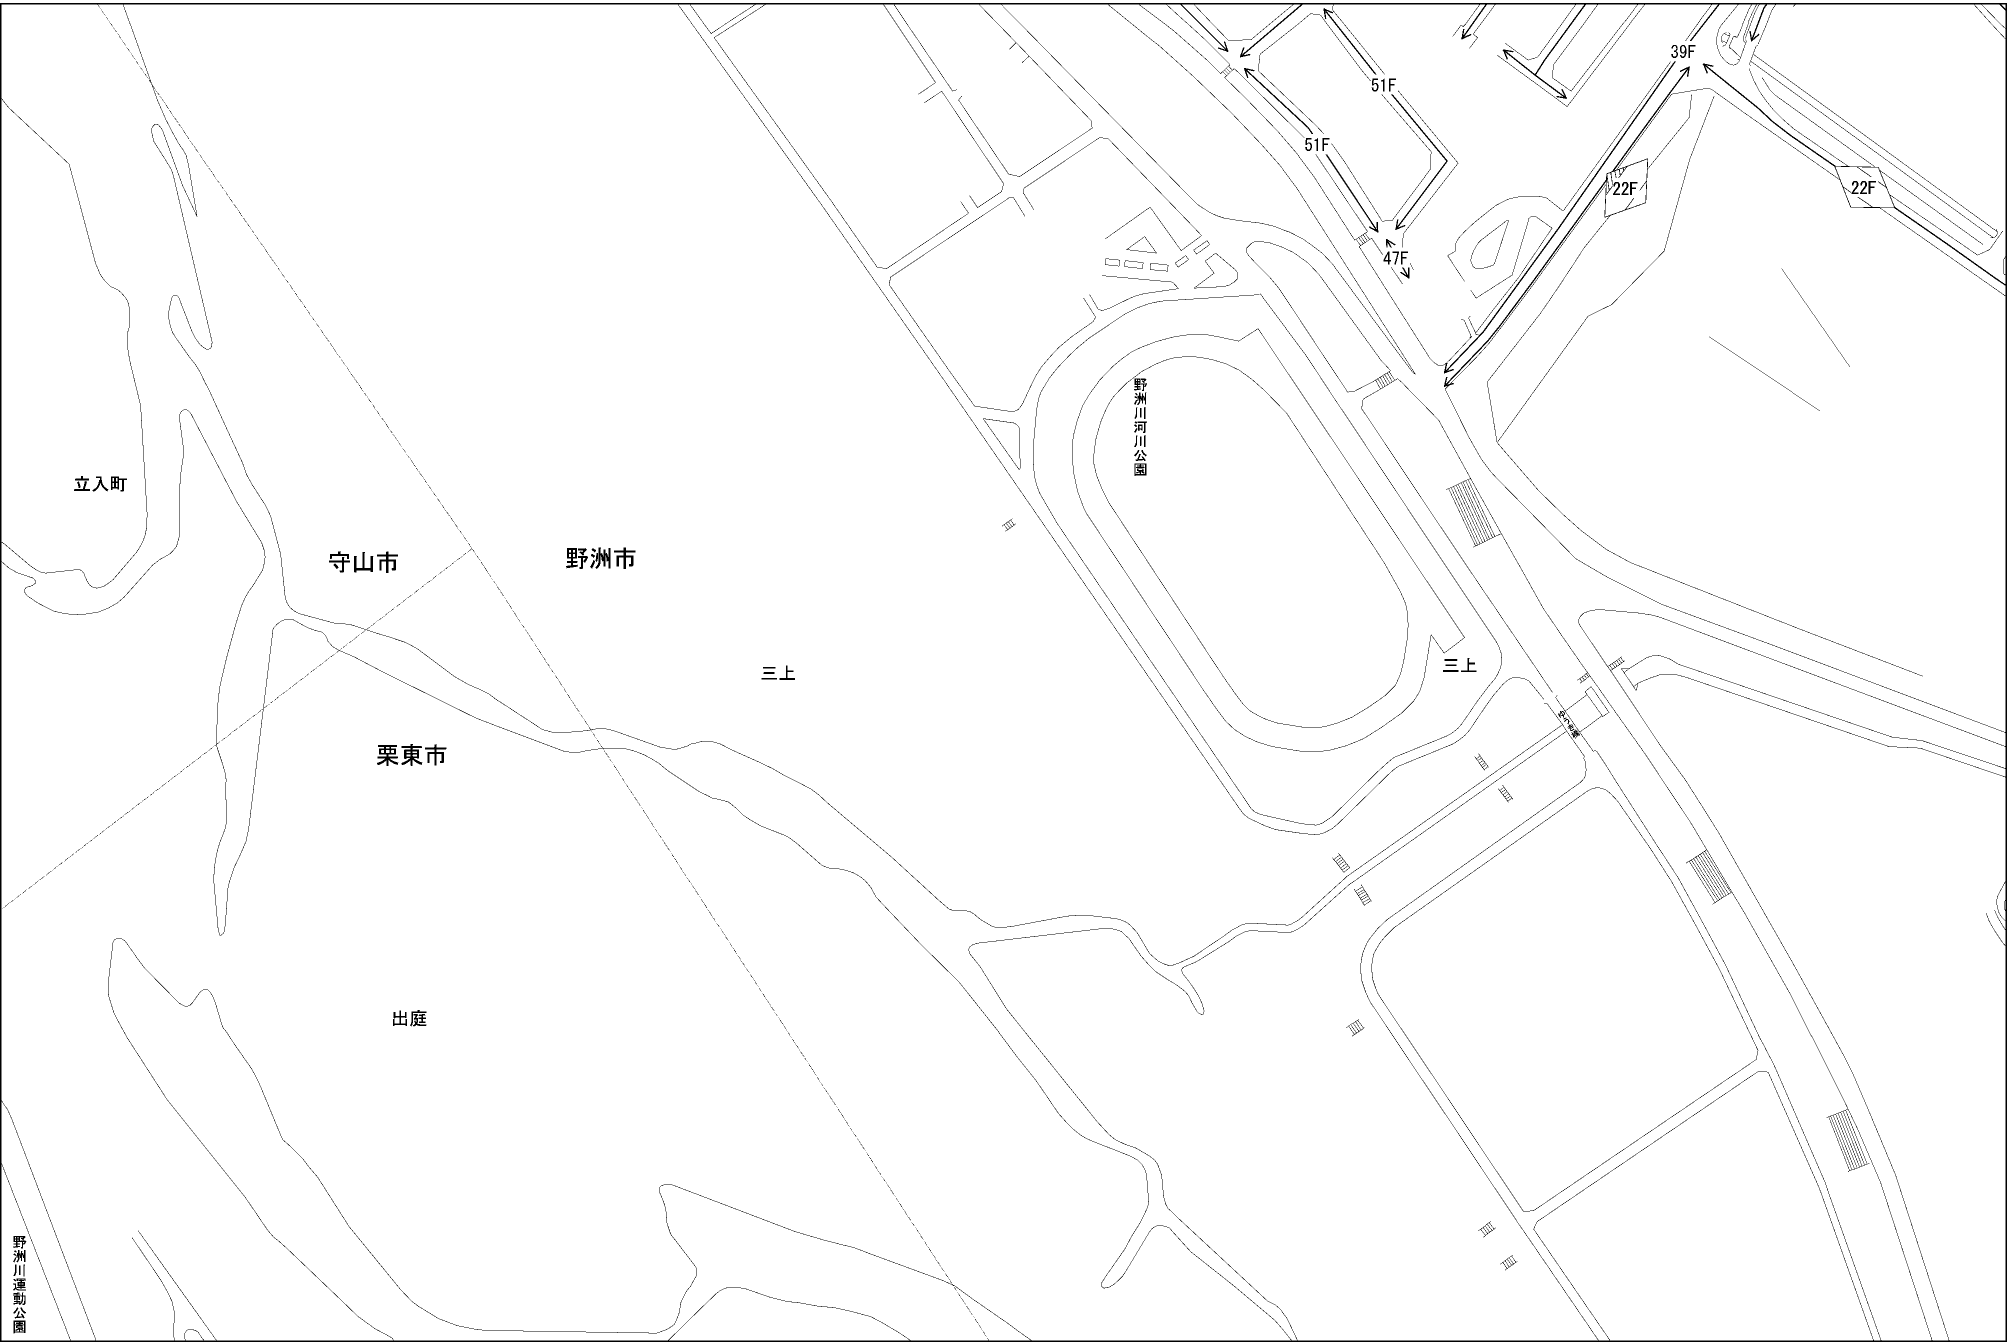 39F
51F
51F
22F
22F
47F
野洲川河川公園
立入町
守山市
野洲市
三上
三上
栗東市
出庭
野洲川運動公園